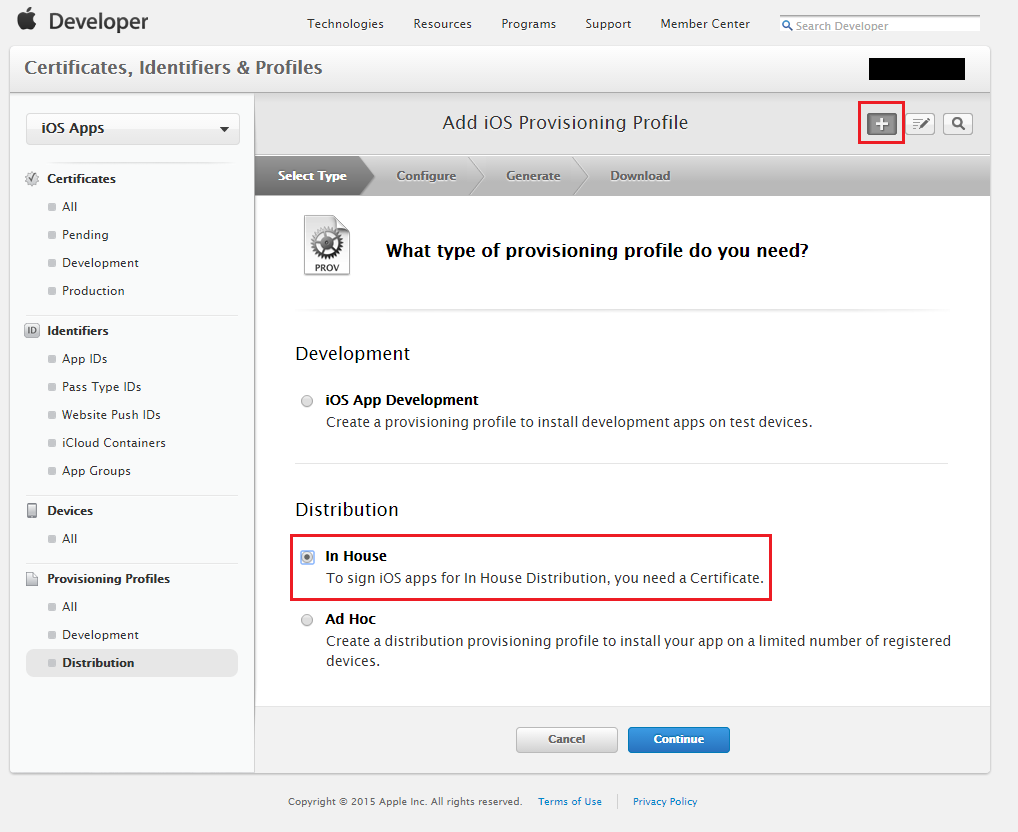 Developer
Technologies Resources Programs Support Member Center Search Developer
Certificates, Identifiers & Profiles
iOS Apps
Certificates
All
Pending
Development
Production
ID Identifiers
App IDs
Pass Type IDs
Website Push IDs
iCloud Containers
App Groups
Devices
All
Provisioning Profiles
All
Development
Distribution
Add iOS Provisioning Profile
Select Type Configure Generate Download
PROV
What type of provisioning profile do you need?
Development
iOS App Development
Create a provisioning profile to install development apps on test devices.
Distribution
In House
To sign iOS apps for In House Distribution, you need a Certificate.
Ad Hoc
Create a distribution provisioning profile to install your app on a limited number of registered
devices.
Cancel Continue
Copyright © 2015 Apple Inc. All rights reserved. Terms of Use Privacy Policy